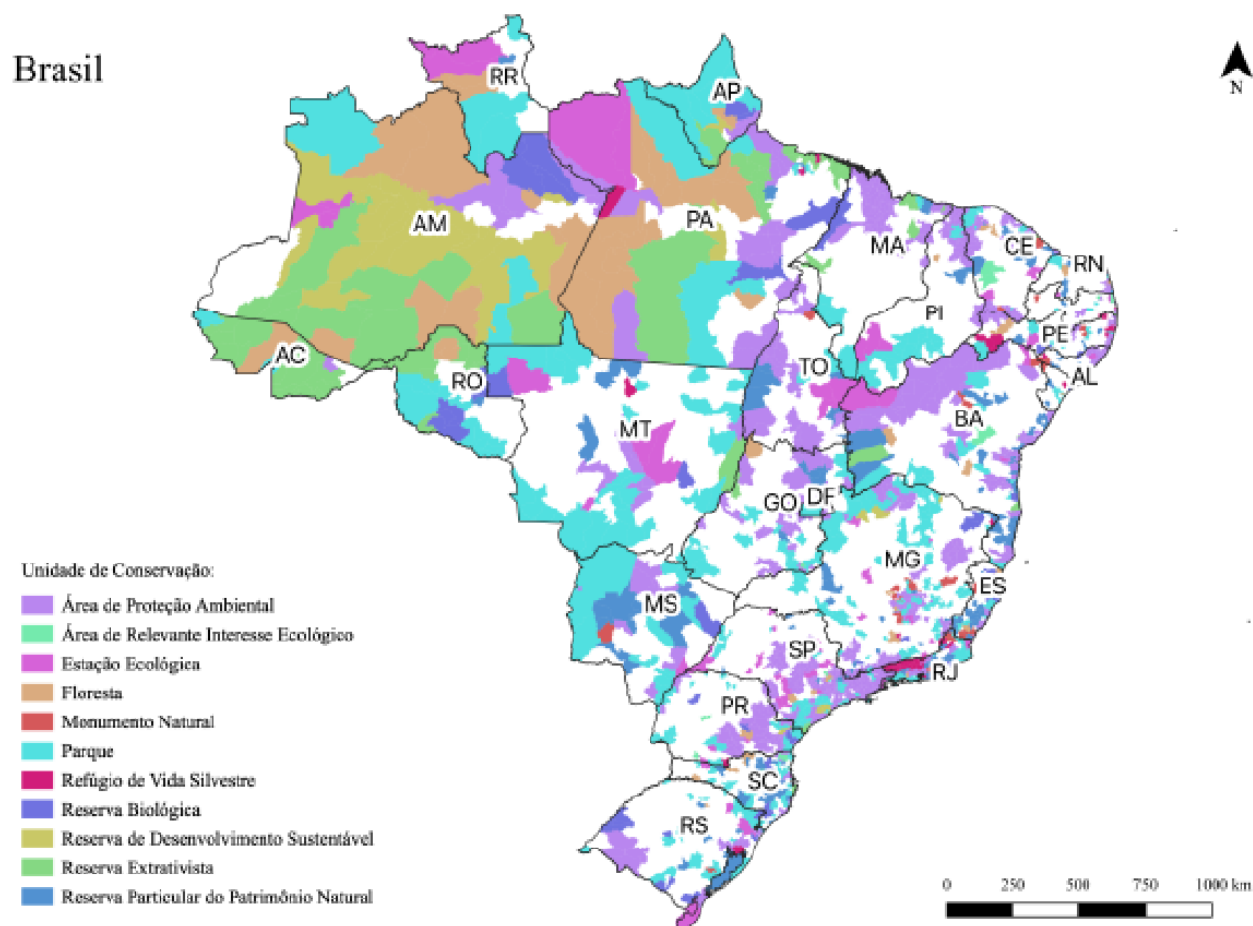 Brasil
N
RR
AP
AM
PA
MA
CE
RN
PI
PE
AC
TO
AL
RO
BA
MT
GO
DF
MG
ES
MS
SP
RJ
PR
SC
RS
Unidade de Conservação:
Área de Proteção Ambiental
Área de Relevante Interesse Ecológico
Estação Ecológica
Floresta
Monumento Natural
Parque
Refúgio de Vida Silvestre
Reserva Biológica
Reserva de Desenvolvimento Sustentável
Reserva Extrativista
Reserva Particular do Patrimônio Natural
0 250 500 750 1000 km